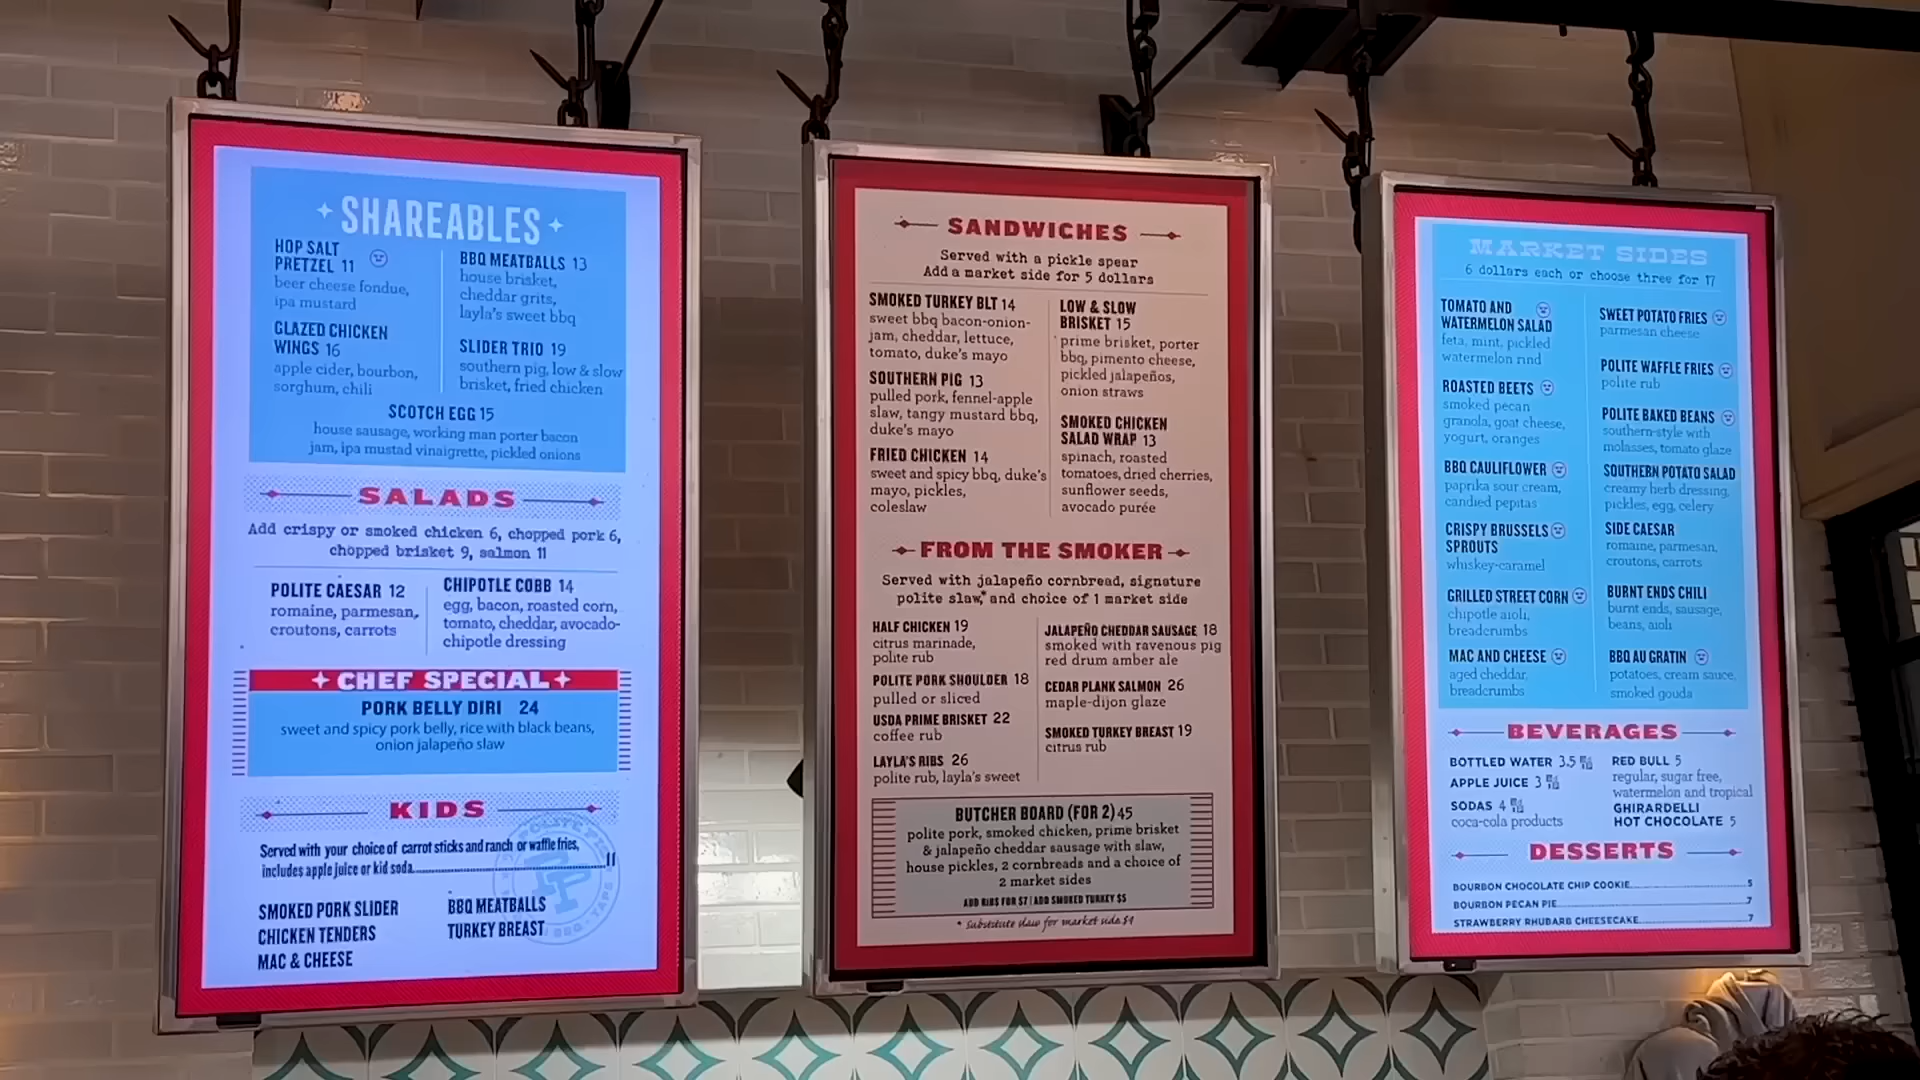 SHAREABLES
HOP SALT
PRETZEL 11
beer cheese fondue,
ipa mustard
GLAZED CHICKEN
WINGS 16
apple cider, bourbon,
sorghum, chili
BBQ MEATBALLS 13
house brisket,
cheddar grits,
layla's sweet bbq
SLIDER TRIO 19
southern pig, low & slow
brisket, fried chicken
SCOTCH EGG 15
house sausage, working man porter bacon
jam, ipa mustad vinaigrette, pickled onions
SALADS
Add crispy or smoked chicken 6, chopped pork 6,
chopped brisket 9, salmon 11
POLITE CAESAR 12
romaine, parmesan,
croutons, carrots
CHIPOTLE COBB 14
egg, bacon, roasted corn,
tomato, cheddar, avocado-
chipotle dressing
CHEF SPECIAL
PORK BELLY DIRI 24
sweet and spicy pork belly, rice with black beans,
onion jalapeño slaw
KIDS
Served with your choice of carrot sticks and ranch or waffle fries,
includes apple juice or kid soda 11
SMOKED PORK SLIDER
CHICKEN TENDERS
MAC & CHEESE
BBQ MEATBALLS
TURKEY BREAST
SANDWICHES
Served with a pickle spear
Add a market side for 5 dollars
SMOKED TURKEY BLT 14
sweet bbq bacon-onion-
jam, cheddar, lettuce,
tomato, duke's mayo
SOUTHERN PIG 13
pulled pork, fennel-apple
slaw, tangy mustard bbq,
duke's mayo
FRIED CHICKEN 14
sweet and spicy bbq, duke's
mayo, pickles,
coleslaw
LOW & SLOW
BRISKET 15
prime brisket, porter
bbq, pimento cheese,
pickled jalapeños,
onion straws
SMOKED CHICKEN
SALAD WRAP 13
spinach, roasted
tomatoes, dried cherries,
sunflower seeds,
avocado purée
FROM THE SMOKER
Served with jalapeño cornbread, signature
polite slaw,* and choice of 1 market side
HALF CHICKEN 19
citrus marinade,
polite rub
POLITE PORK SHOULDER 18
pulled or sliced
USDA PRIME BRISKET 22
coffee rub
LAYLA'S RIBS 26
polite rub, layla's sweet
JALAPEÑO CHEDDAR SAUSAGE 18
smoked with ravenous pig
red drum amber ale
CEDAR PLANK SALMON 26
maple-dijon glaze
SMOKED TURKEY BREAST 19
citrus rub
BUTCHER BOARD (FOR 2) 45
polite pork, smoked chicken, prime brisket
& jalapeño cheddar sausage with slaw,
house pickles, 2 cornbreads and a choice of
2 market sides
ADD RIBS FOR $7 | ADD SMOKED TURKEY $5
* Substitute slaw for market side $4
MARKET SIDES
6 dollars each or choose three for 17
TOMATO AND
WATERMELON SALAD
feta, mint, pickled
watermelon rind
ROASTED BEETS
smoked pecan
granola, goat cheese,
yogurt, oranges
BBQ CAULIFLOWER
paprika sour cream,
candied pepitas
CRISPY BRUSSELS
SPROUTS
whiskey-caramel
GRILLED STREET CORN
chipotle aioli,
breadcrumbs
MAC AND CHEESE
aged cheddar,
breadcrumbs
SWEET POTATO FRIES
parmesan cheese
POLITE WAFFLE FRIES
polite rub
POLITE BAKED BEANS
southern-style with
molasses, tomato glaze
SOUTHERN POTATO SALAD
creamy herb dressing,
pickles, egg, celery
SIDE CAESAR
romaine, parmesan,
croutons, carrots
BURNT ENDS CHILI
burnt ends, sausage,
beans, aioli
BBQ AU GRATIN
potatoes, cream sauce,
smoked gouda
BEVERAGES
BOTTLED WATER 3.5
APPLE JUICE 3
SODAS 4
coca-cola products
RED BULL 5
regular, sugar free,
watermelon and tropical
GHIRARDELLI
HOT CHOCOLATE 5
DESSERTS
BOURBON CHOCOLATE CHIP COOKIE 5
BOURBON PECAN PIE 7
STRAWBERRY RHUBARB CHEESECAKE 7